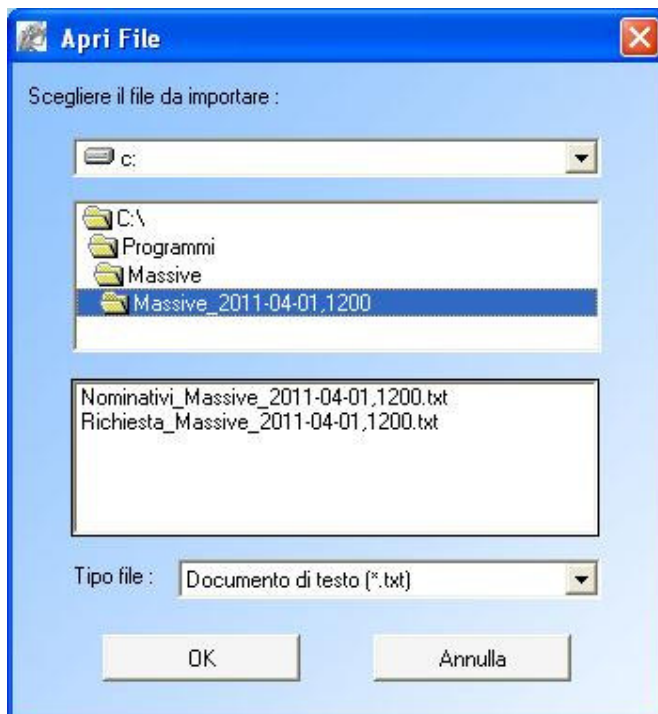 Apri File
Scegliere il file da importare :
c:
C:\
Programmi
Massive
Massive_2011-04-01,1200
Nominativi_Massive_2011-04-01,1200.txt
Richiesta_Massive_2011-04-01,1200.txt
Tipo file : Documento di testo (*.txt)
OK Annulla